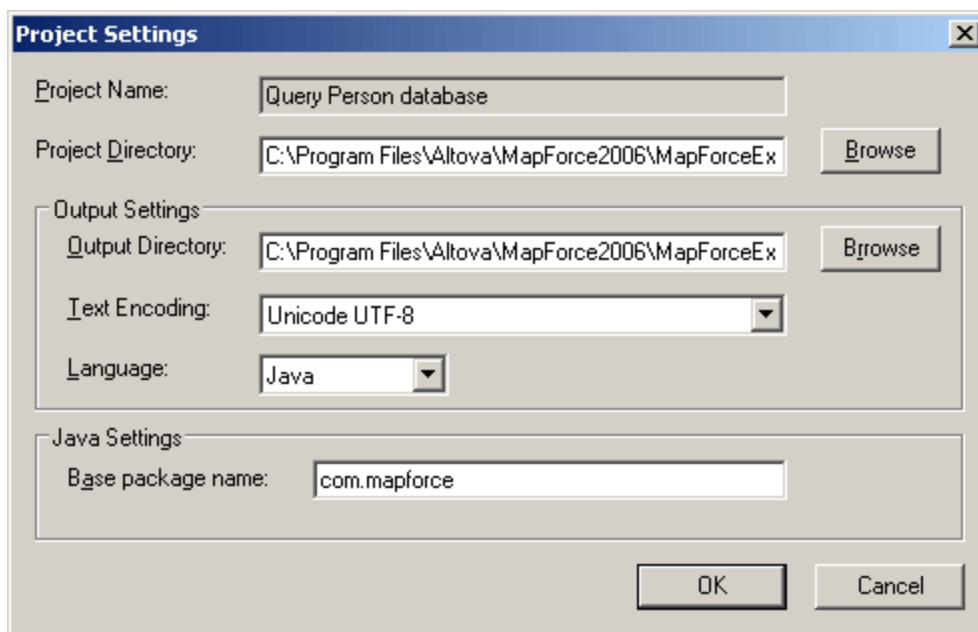 Project Settings
Project Name: Query Person database
Project Directory: C:\Program Files\Altova\MapForce2006\MapForceEx Browse
Output Settings
Output Directory: C:\Program Files\Altova\MapForce2006\MapForceEx Brrowse
Text Encoding: Unicode UTF-8
Language: Java
Java Settings
Base package name: com.mapforce
OK Cancel